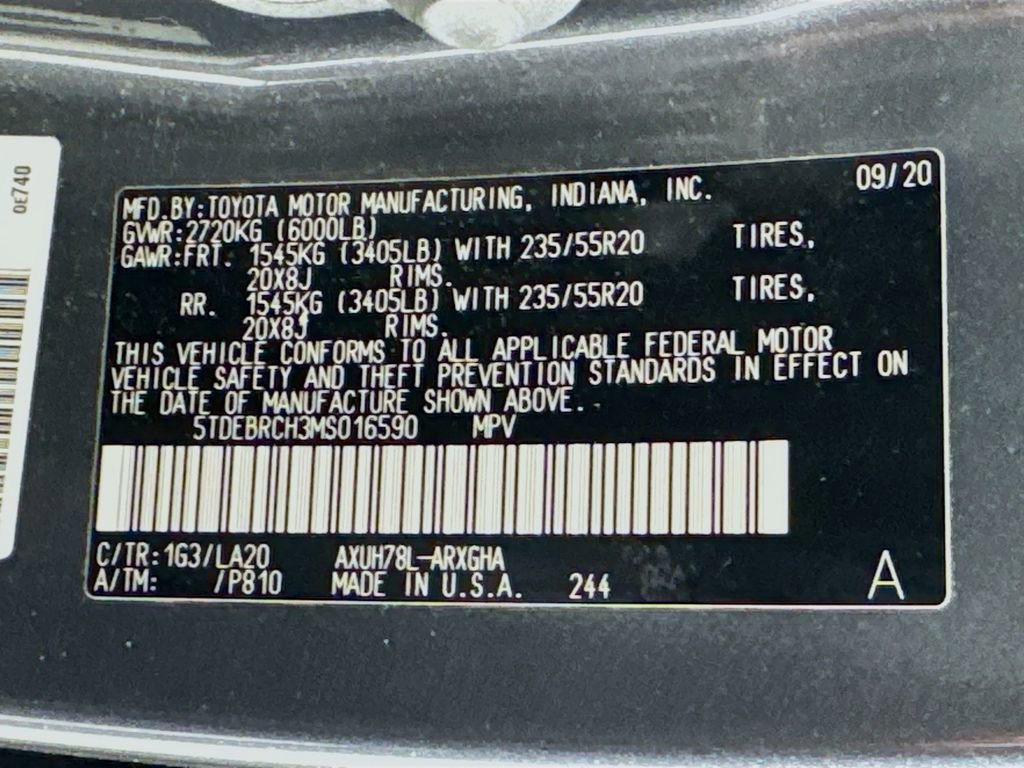 0E740
MFD.BY:TOYOTA MOTOR MANUFACTURING, INDIANA, INC. 09/20
GVWR:2720KG (6000LB)
GAWR:FRT. 1545KG (3405LB) WITH 235/55R20 TIRES,
20X8J RIMS.
RR. 1545KG (3405LB) WITH 235/55R20 TIRES,
20X8J RIMS.
THIS VEHICLE CONFORMS TO ALL APPLICABLE FEDERAL MOTOR
VEHICLE SAFETY AND THEFT PREVENTION STANDARDS IN EFFECT ON
THE DATE OF MANUFACTURE SHOWN ABOVE.
5TDEBRCH3MS016590 MPV
C/TR:1G3/LA20 AXUH78L-ARXGHA
A/TM: /P810 MADE IN U.S.A. 244 A